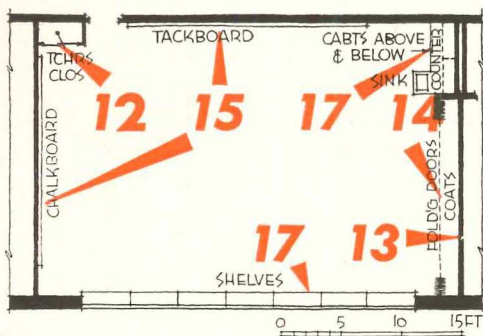 TACKBOARD
CABTS ABOVE
& BELOW
TCHRS
CLOS
SINK
COUNTER
12
15
17
14
CHALKBOARD
FOLD'G DOORS
COATS
17
13
SHELVES
0 5 10 15FT